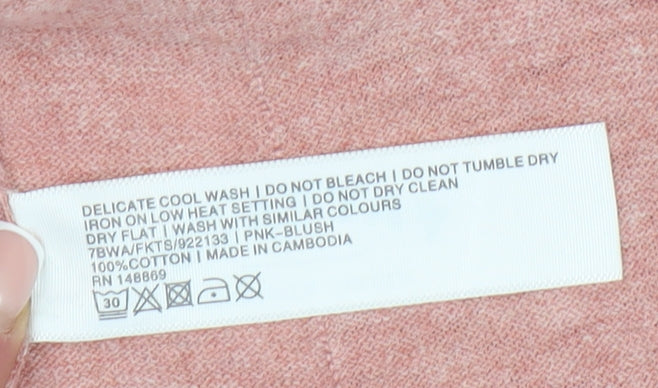 DELICATE COOL WASH | DO NOT BLEACH | DO NOT TUMBLE DRY
IRON ON LOW HEAT SETTING | DO NOT DRY CLEAN
DRY FLAT | WASH WITH SIMILAR COLOURS
7BWA/FKTS/922133 | PNK-BLUSH
100%COTTON | MADE IN CAMBODIA
RN 148869
30